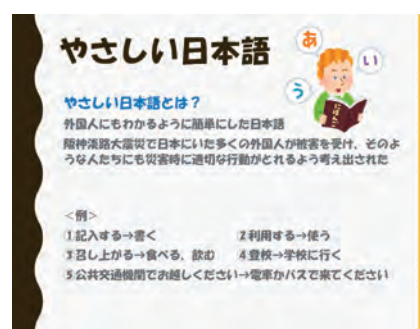 やさしい日本語
あ
い
う
にほんご
やさしい日本語とは？
外国人にもわかるように簡単にした日本語
阪神淡路大震災で日本にいた多くの外国人が被害を受け、そのよ
うな人たちにも災害時に適切な行動がとれるよう考え出された
＜例＞
1記入する→書く 2利用する→使う
3召し上がる→食べる、飲む 4登校→学校に行く
5公共交通機関でお越しください→電車かバスで来てください